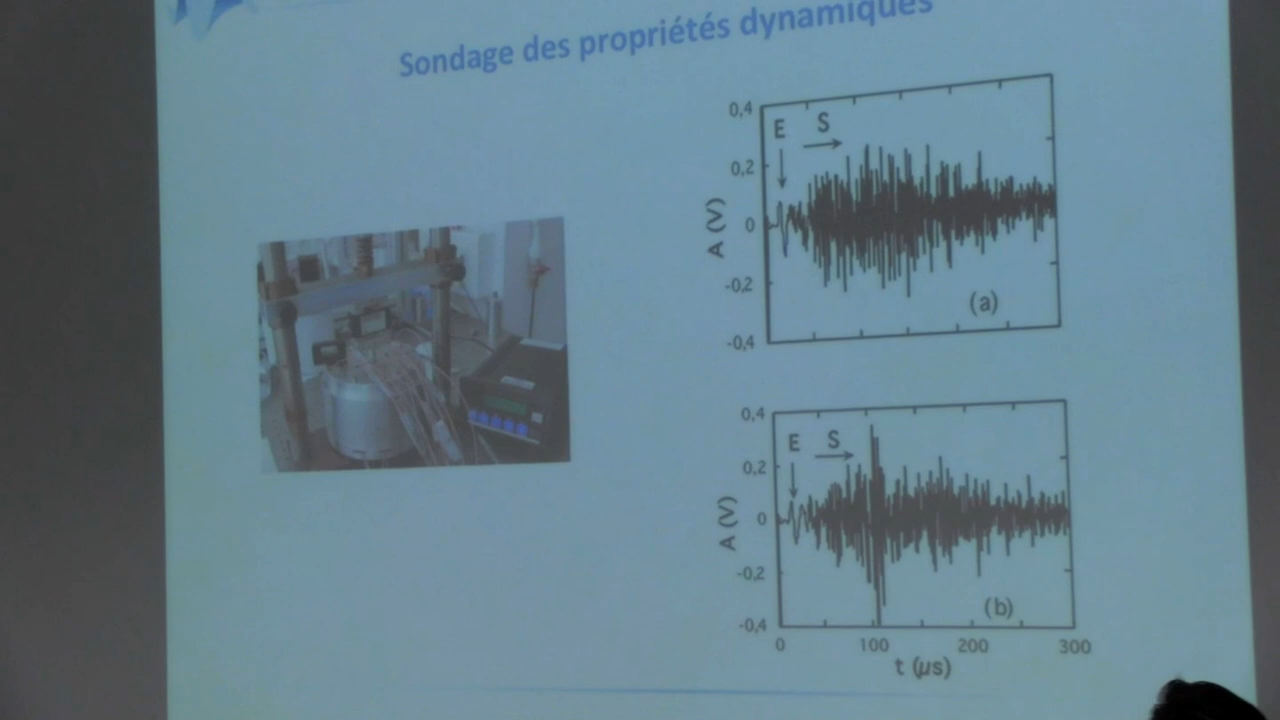 Sondage des propriétés dynamiques
0,4
E
S
0,2
A (V)
0
-0,2
(a)
-0,4
0,4
E
S
0,2
A (V)
0
-0,2
(b)
-0,4
0
100
200
300
t (μs)